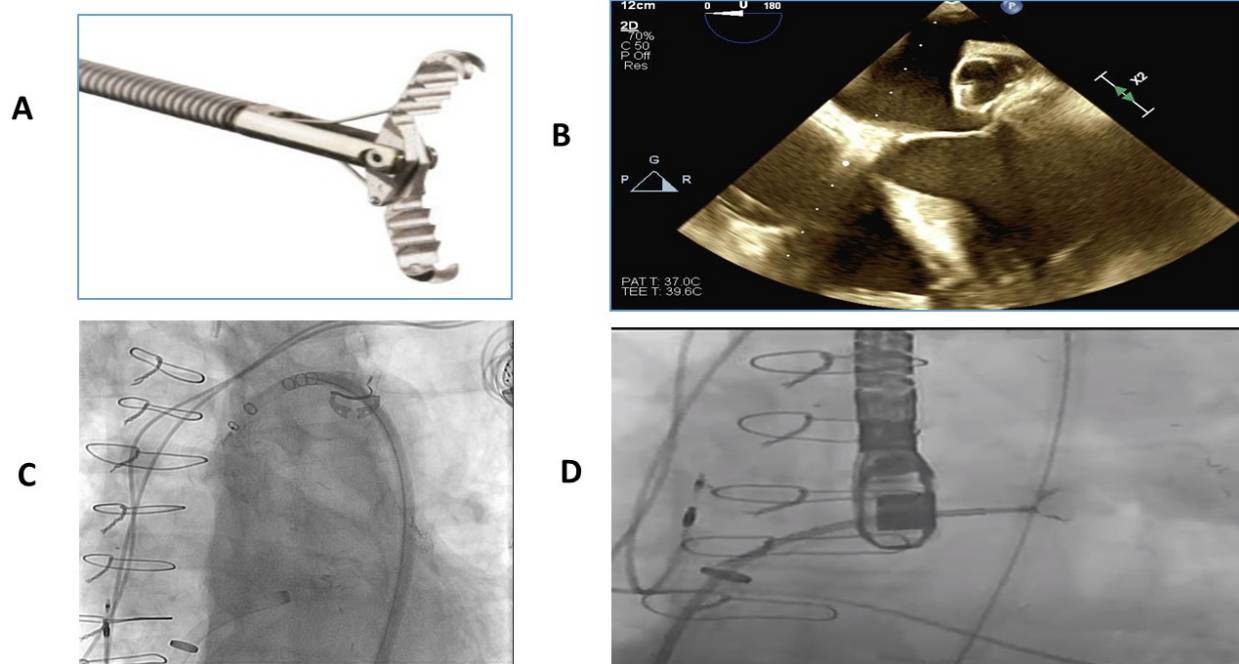 A
12cm
2D
70%
C 50
P Off
Res
0 180
P
X2
B
G
P R
PAT T: 37.0C
TEE T: 39.6C
C
D